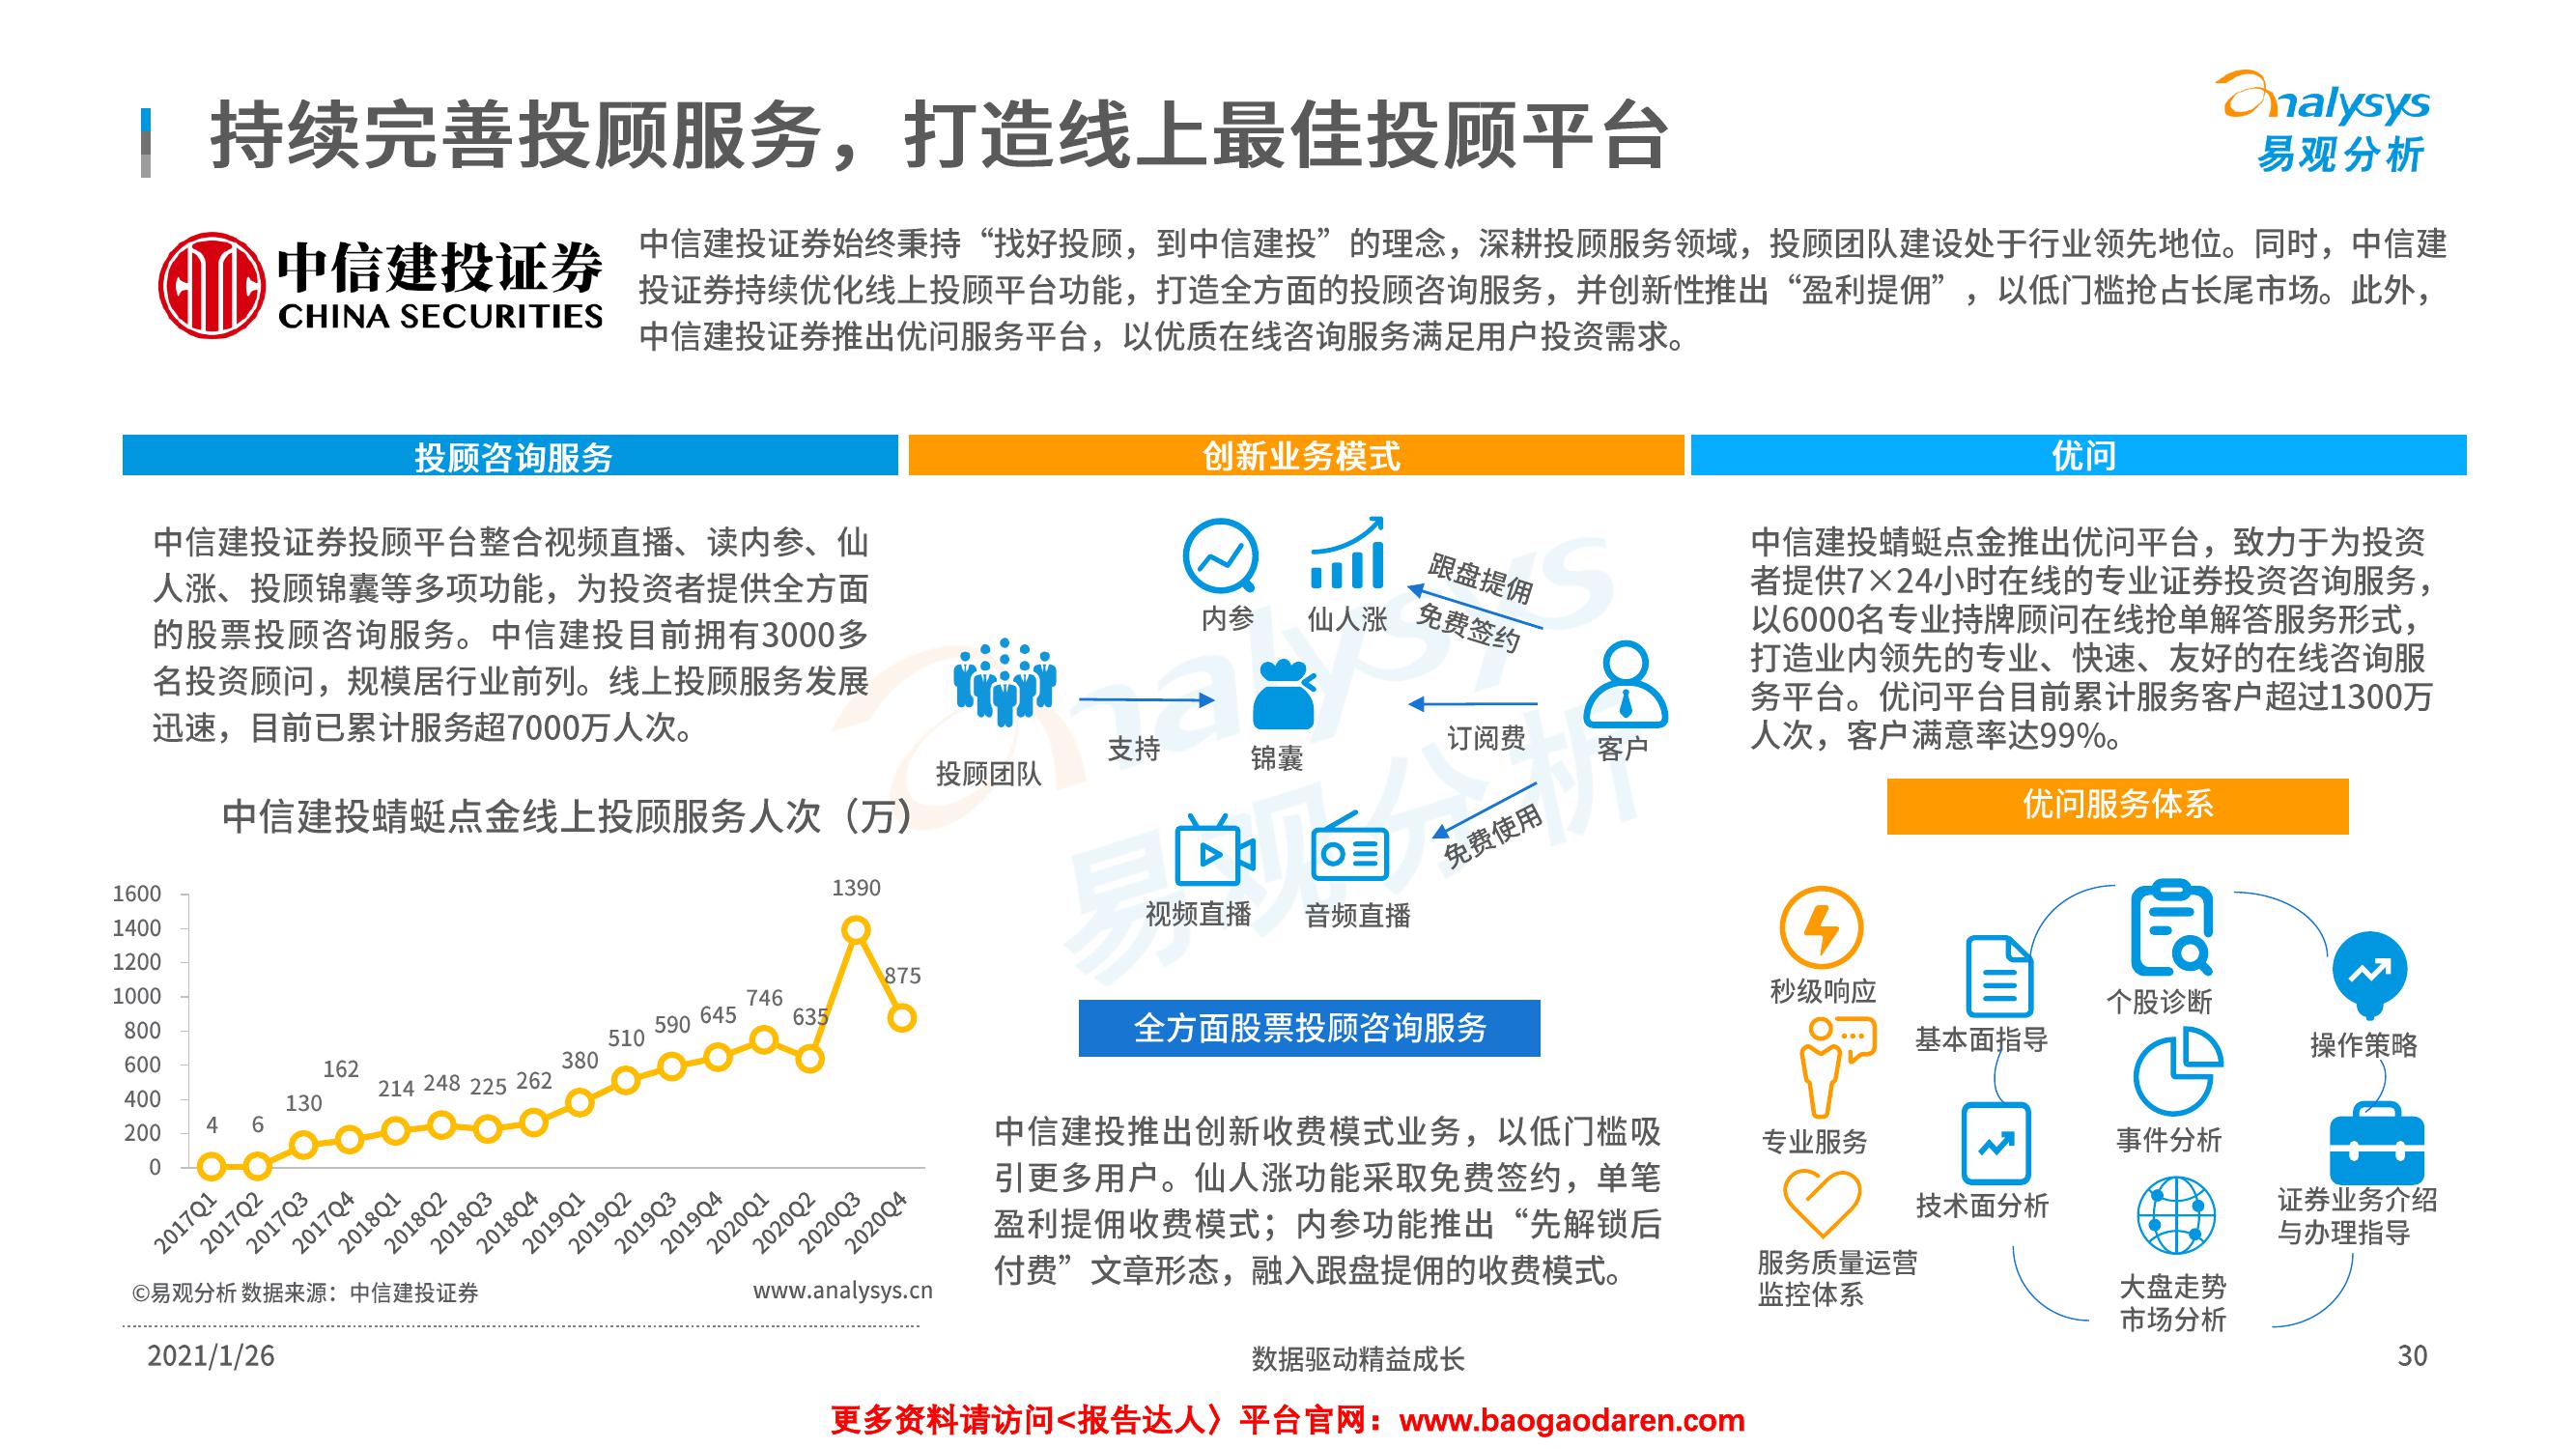 持续完善投顾服务，打造线上最佳投顾平台
analysys
易观分析
中信建投证券
CHINA SECURITIES
中信建投证券始终秉持“找好投顾，到中信建投”的理念，深耕投顾服务领域，投顾团队建设处于行业领先地位。同时，中信建
投证券持续优化线上投顾平台功能，打造全方面的投顾咨询服务，并创新性推出“盈利提佣”，以低门槛抢占长尾市场。此外，
中信建投证券推出优问服务平台，以优质在线咨询服务满足用户投资需求。
投顾咨询服务
中信建投证券投顾平台整合视频直播、读内参、仙
人涨、投顾锦囊等多项功能，为投资者提供全方面
的股票投顾咨询服务。中信建投目前拥有3000多
名投资顾问，规模居行业前列。线上投顾服务发展
迅速，目前已累计服务超7000万人次。
中信建投蜻蜓点金线上投顾服务人次（万）
1600
1400
1200
1000
800
600
400
200
0
4
6
130
162
214
248
225
262
380
510
590
645
746
635
1390
875
2017Q1
2017Q2
2017Q3
2017Q4
2018Q1
2018Q2
2018Q3
2018Q4
2019Q1
2019Q2
2019Q3
2019Q4
2020Q1
2020Q2
2020Q3
2020Q4
©易观分析 数据来源：中信建投证券
www.analysys.cn
创新业务模式
内参
仙人涨
跟盘提佣
免费签约
投顾团队
支持
锦囊
订阅费
客户
免费使用
视频直播
音频直播
analysys
易观分析
全方面股票投顾咨询服务
中信建投推出创新收费模式业务，以低门槛吸
引更多用户。仙人涨功能采取免费签约，单笔
盈利提佣收费模式；内参功能推出“先解锁后
付费”文章形态，融入跟盘提佣的收费模式。
优问
中信建投蜻蜓点金推出优问平台，致力于为投资
者提供7×24小时在线的专业证券投资咨询服务，
以6000名专业持牌顾问在线抢单解答服务形式，
打造业内领先的专业、快速、友好的在线咨询服
务平台。优问平台目前累计服务客户超过1300万
人次，客户满意率达99%。
优问服务体系
秒级响应
专业服务
服务质量运营
监控体系
基本面指导
技术面分析
个股诊断
事件分析
大盘走势
市场分析
操作策略
证券业务介绍
与办理指导
2021/1/26
数据驱动精益成长
30
更多资料请访问<报告达人〉平台官网：www.baogaodaren.com